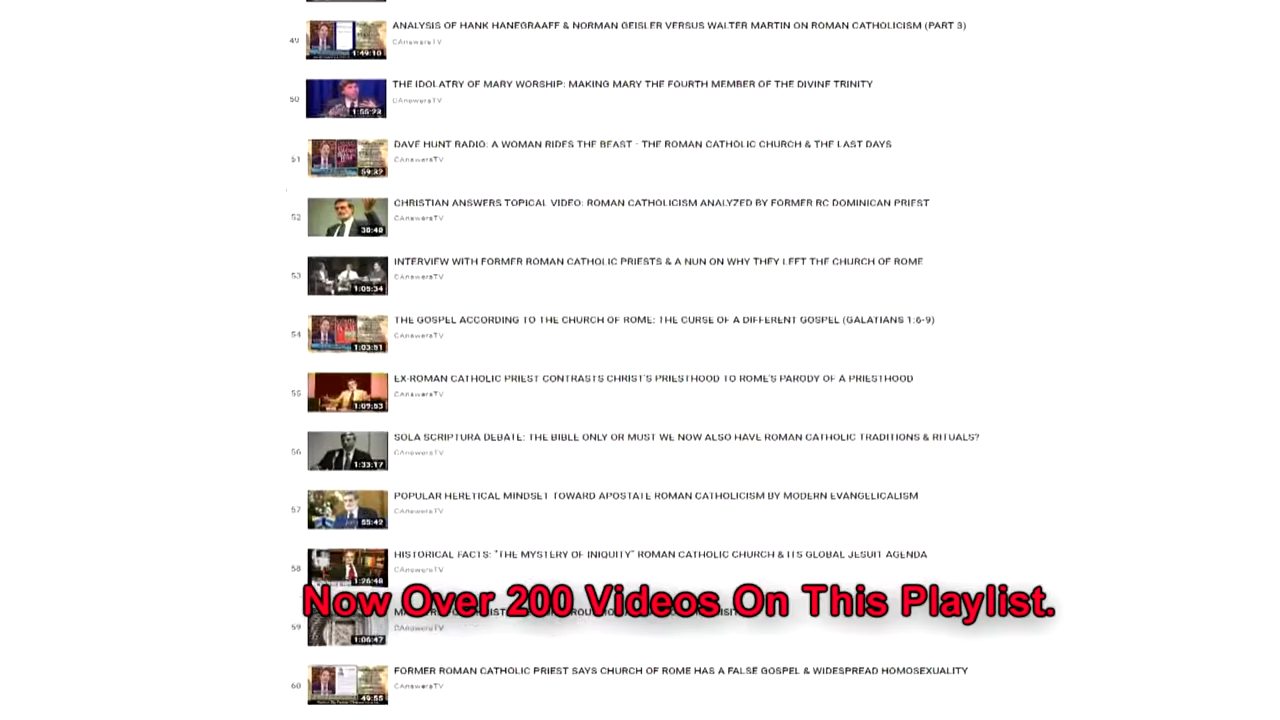 49
ANALYSIS OF HANK HANEGRAAFF & NORMAN GEISLER VERSUS WALTER MARTIN ON ROMAN CATHOLICISM (PART 3)
CAnswersTV
1:49:10
50
THE IDOLATRY OF MARY WORSHIP: MAKING MARY THE FOURTH MEMBER OF THE DIVINE TRINITY
CAnswersTV
51
DAVE HUNT RADIO: A WOMAN RIDES THE BEAST - THE ROMAN CATHOLIC CHURCH & THE LAST DAYS
CAnswersTV
59:32
52
CHRISTIAN ANSWERS TOPICAL VIDEO: ROMAN CATHOLICISM ANALYZED BY FORMER RC DOMINICAN PRIEST
CAnswersTV
53
INTERVIEW WITH FORMER ROMAN CATHOLIC PRIESTS & A NUN ON WHY THEY LEFT THE CHURCH OF ROME
CAnswersTV
1:05:34
54
THE GOSPEL ACCORDING TO THE CHURCH OF ROME: THE CURSE OF A DIFFERENT GOSPEL (GALATIANS 1:6-9)
CAnswersTV
1:03:51
55
EX-ROMAN CATHOLIC PRIEST CONTRASTS CHRIST'S PRIESTHOOD TO ROME'S PARODY OF A PRIESTHOOD
CAnswersTV
1:09:53
56
SOLA SCRIPTURA DEBATE: THE BIBLE ONLY OR MUST WE NOW ALSO HAVE ROMAN CATHOLIC TRADITIONS & RITUALS?
CAnswersTV
1:33:17
57
POPULAR HERETICAL MINDSET TOWARD APOSTATE ROMAN CATHOLICISM BY MODERN EVANGELICALISM
CAnswersTV
55:42
58
HISTORICAL FACTS: "THE MYSTERY OF INIQUITY" ROMAN CATHOLIC CHURCH & ITS GLOBAL JESUIT AGENDA
CAnswersTV
1:26:48
Now Over 200 Videos On This Playlist.
59
CAnswersTV
1:06:47
60
FORMER ROMAN CATHOLIC PRIEST SAYS CHURCH OF ROME HAS A FALSE GOSPEL & WIDESPREAD HOMOSEXUALITY
CAnswersTV
49:55